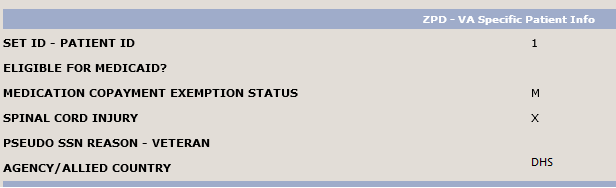 ZPD - VA Specific Patient Info
SET ID - PATIENT ID 1
ELIGIBLE FOR MEDICAID?
MEDICATION COPAYMENT EXEMPTION STATUS M
SPINAL CORD INJURY X
PSEUDO SSN REASON - VETERAN
AGENCY/ALLIED COUNTRY DHS